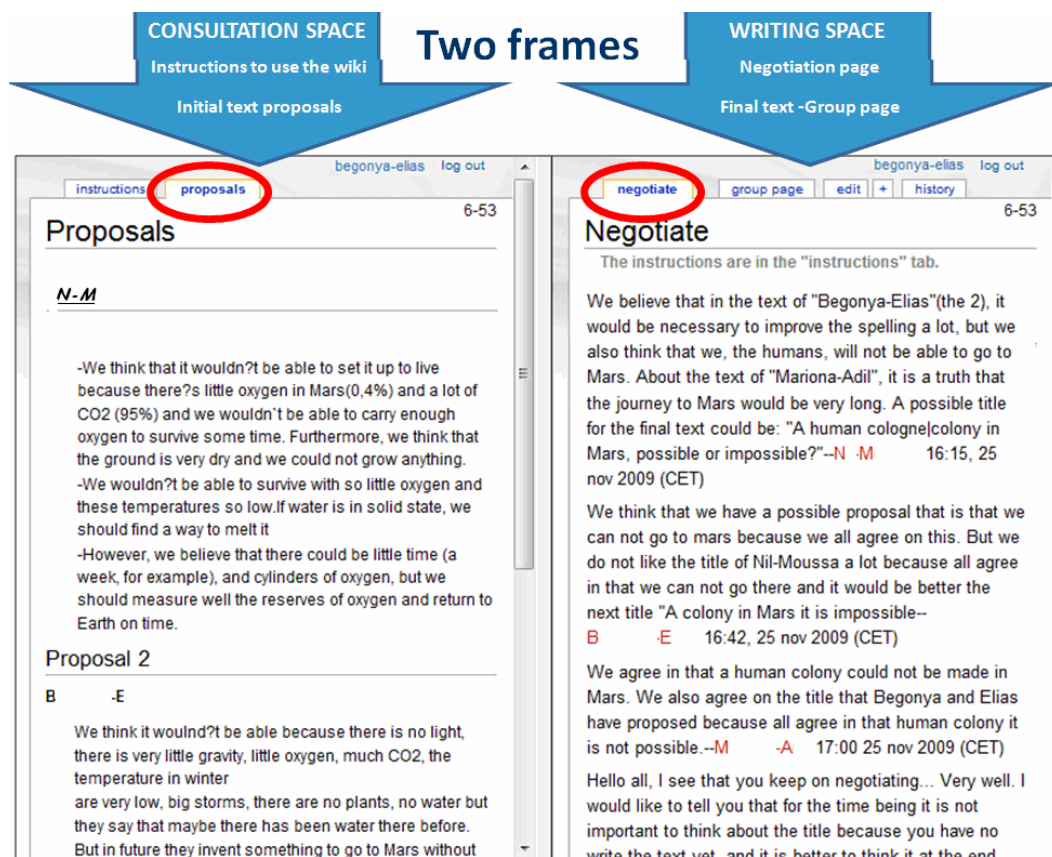 CONSULTATION SPACE
Instructions to use the wiki
Initial text proposals
Two frames
WRITING SPACE
Negotiation page
Final text -Group page
begonya-elias log out
instructions proposals
6-53
Proposals
N-M
-We think that it wouldn?t be able to set it up to live
because there?s little oxygen in Mars(0,4%) and a lot of
CO2 (95%) and we wouldn`t be able to carry enough
oxygen to survive some time. Furthermore, we think that
the ground is very dry and we could not grow anything.
-We wouldn?t be able to survive with so little oxygen and
these temperatures so low.If water is in solid state, we
should find a way to melt it
-However, we believe that there could be little time (a
week, for example), and cylinders of oxygen, but we
should measure well the reserves of oxygen and return to
Earth on time.
Proposal 2
B -E
We think it woulnd?t be able because there is no light,
there is very little gravity, little oxygen, much CO2, the
temperature in winter
are very low, big storms, there are no plants, no water but
they say that maybe there has been water there before.
But in future they invent something to go to Mars without
begonya-elias log out
negotiate group page edit + history
6-53
Negotiate
The instructions are in the "instructions" tab.
We believe that in the text of "Begonya-Elias"(the 2), it
would be necessary to improve the spelling a lot, but we
also think that we, the humans, will not be able to go to
Mars. About the text of "Mariona-Adil", it is a truth that
the journey to Mars would be very long. A possible title
for the final text could be: "A human cologne|colony in
Mars, possible or impossible?"--N -M 16:15, 25
nov 2009 (CET)
We think that we have a possible proposal that is that we
can not go to mars because we all agree on this. But we
do not like the title of Nil-Moussa a lot because all agree
in that we can not go there and it would be better the
next title "A colony in Mars it is impossible--
B -E 16:42, 25 nov 2009 (CET)
We agree in that a human colony could not be made in
Mars. We also agree on the title that Begonya and Elias
have proposed because all agree in that human colony it
is not possible.--M -A 17:00 25 nov 2009 (CET)
Hello all, I see that you keep on negotiating... Very well. I
would like to tell you that for the time being it is not
important to think about the title because you have no
write the text yet, and it is better to think it at the end